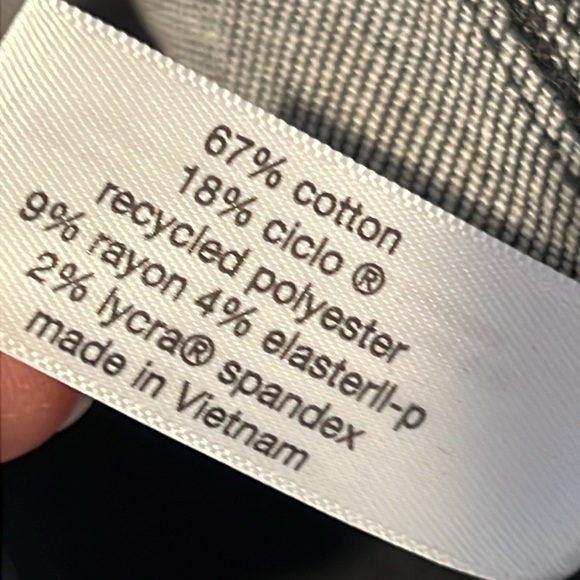 67% cotton
18% ciclo ®
recycled polyester
9% rayon 4% elasterll-p
2% lycra® spandex
made in Vietnam